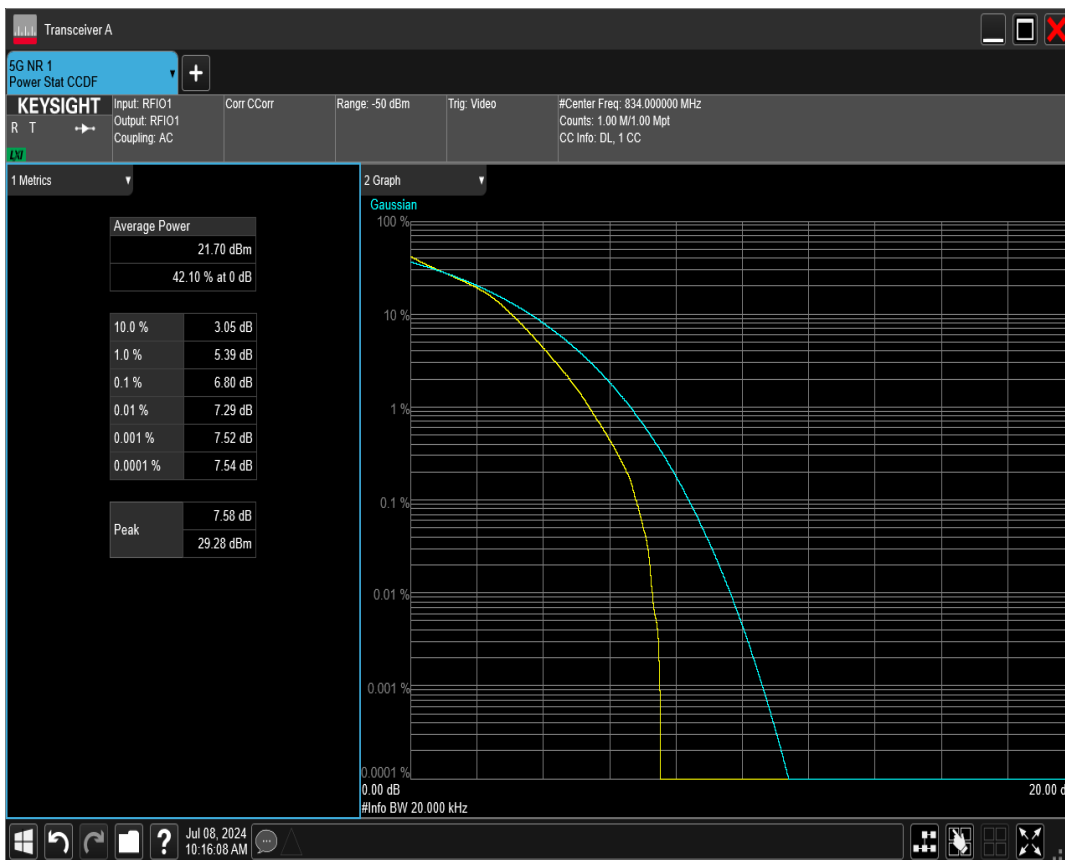 Transceiver A
5G NR 1
Power Stat CCDF
KEYSIGHT
R T
LXI
Input: RFIO1
Output: RFIO1
Coupling: AC
Corr CCorr
Range: -50 dBm
Trig: Video
#Center Freq: 834.000000 MHz
Counts: 1.00 M/1.00 Mpt
CC Info: DL, 1 CC
1 Metrics
Average Power
21.70 dBm
42.10 % at 0 dB
10.0 % 3.05 dB
1.0 % 5.39 dB
0.1 % 6.80 dB
0.01 % 7.29 dB
0.001 % 7.52 dB
0.0001 % 7.54 dB
Peak 7.58 dB
29.28 dBm
2 Graph
Gaussian
100 %
10 %
1 %
0.1 %
0.01 %
0.001 %
0.0001 %
0.00 dB 20.00 d
#Info BW 20.000 kHz
?
Jul 08, 2024
10:16:08 AM